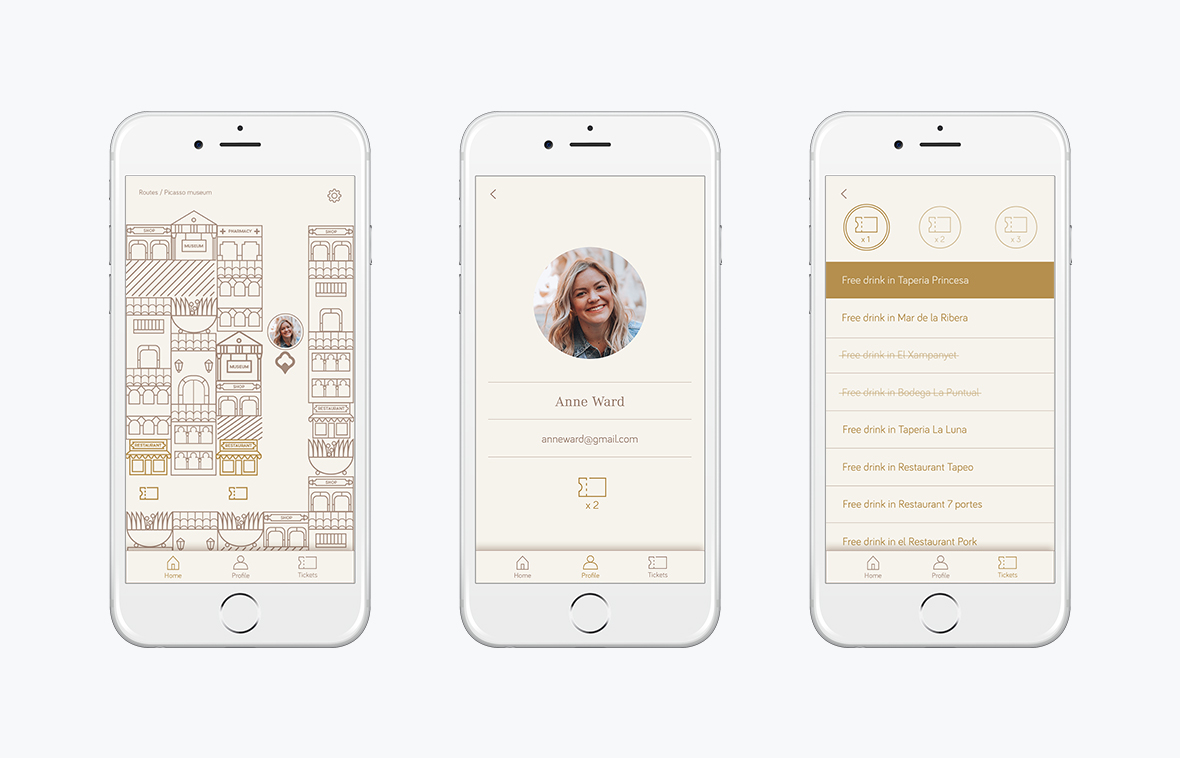 Routes / Picasso museum
SHOP
MUSEUM
PHARMACY
SHOP
MUSEUM
SHOP
RESTAURANT
RESTAURANT
RESTAURANT
SHOP
SHOP
Home
Profile
Tickets
Anne Ward
anneward@gmail.com
x 2
Home
Profile
Tickets
x 1
x 2
x 3
Free drink in Taperia Princesa
Free drink in Mar de la Ribera
Free drink in El Xampanyet
Free drink in Bodega La Puntual
Free drink in Taperia La Luna
Free drink in Restaurant Tapeo
Free drink in Restaurant 7 portes
Free drink in el Restaurant Pork
Home
Profile
Tickets